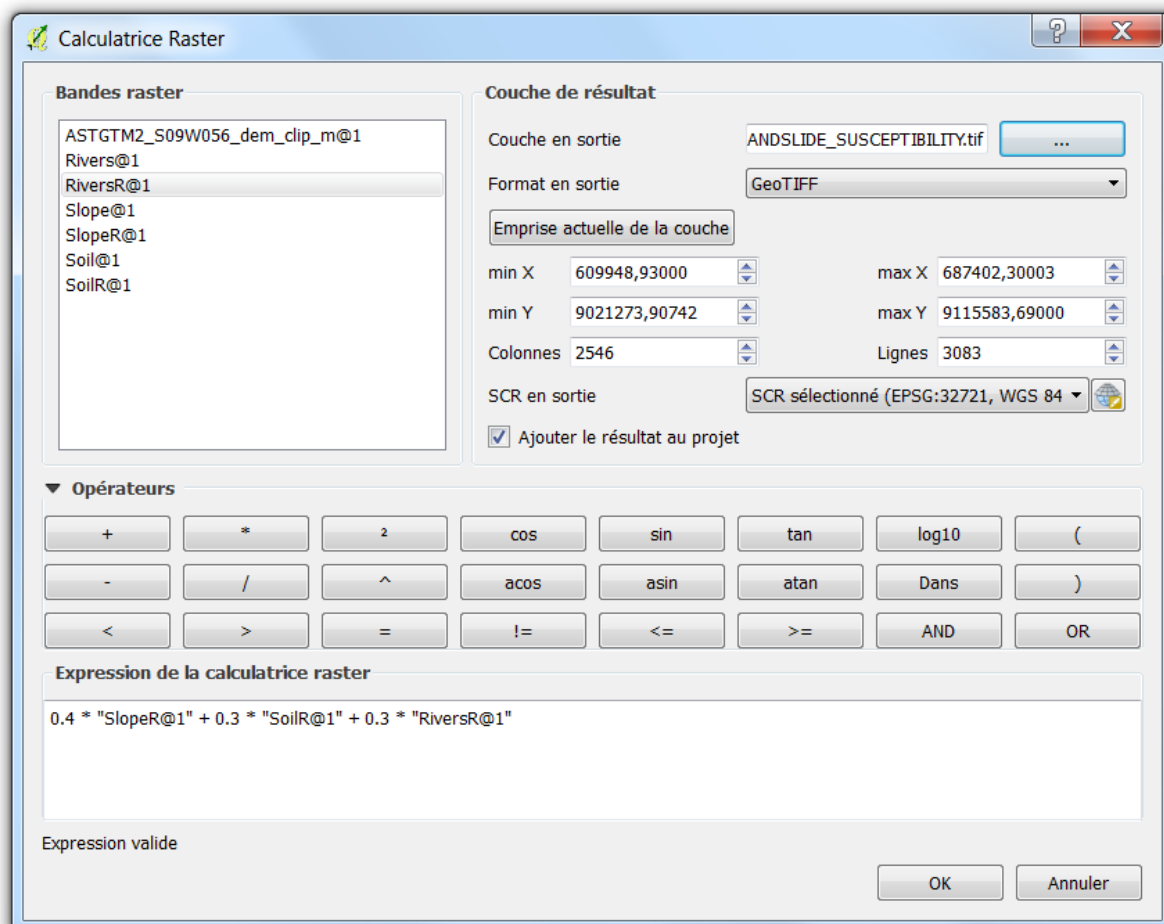 Calculatrice Raster
Bandes raster
ASTGTM2_S09W056_dem_clip_m@1
Rivers@1
RiversR@1
Slope@1
SlopeR@1
Soil@1
SoilR@1
Couche de résultat
Couche en sortie ANDSLIDE_SUSCEPTIBILITY.tif ...
Format en sortie GeoTIFF
Emprise actuelle de la couche
min X 609948,93000 max X 687402,30003
min Y 9021273,90742 max Y 9115583,69000
Colonnes 2546 Lignes 3083
SCR en sortie SCR sélectionné (EPSG:32721, WGS 84
Ajouter le résultat au projet
Opérateurs
+ * ² cos sin tan log10 (
- / ^ acos asin atan Dans )
< > = != <= >= AND OR
Expression de la calculatrice raster
0.4 * "SlopeR@1" + 0.3 * "SoilR@1" + 0.3 * "RiversR@1"
Expression valide
OK Annuler